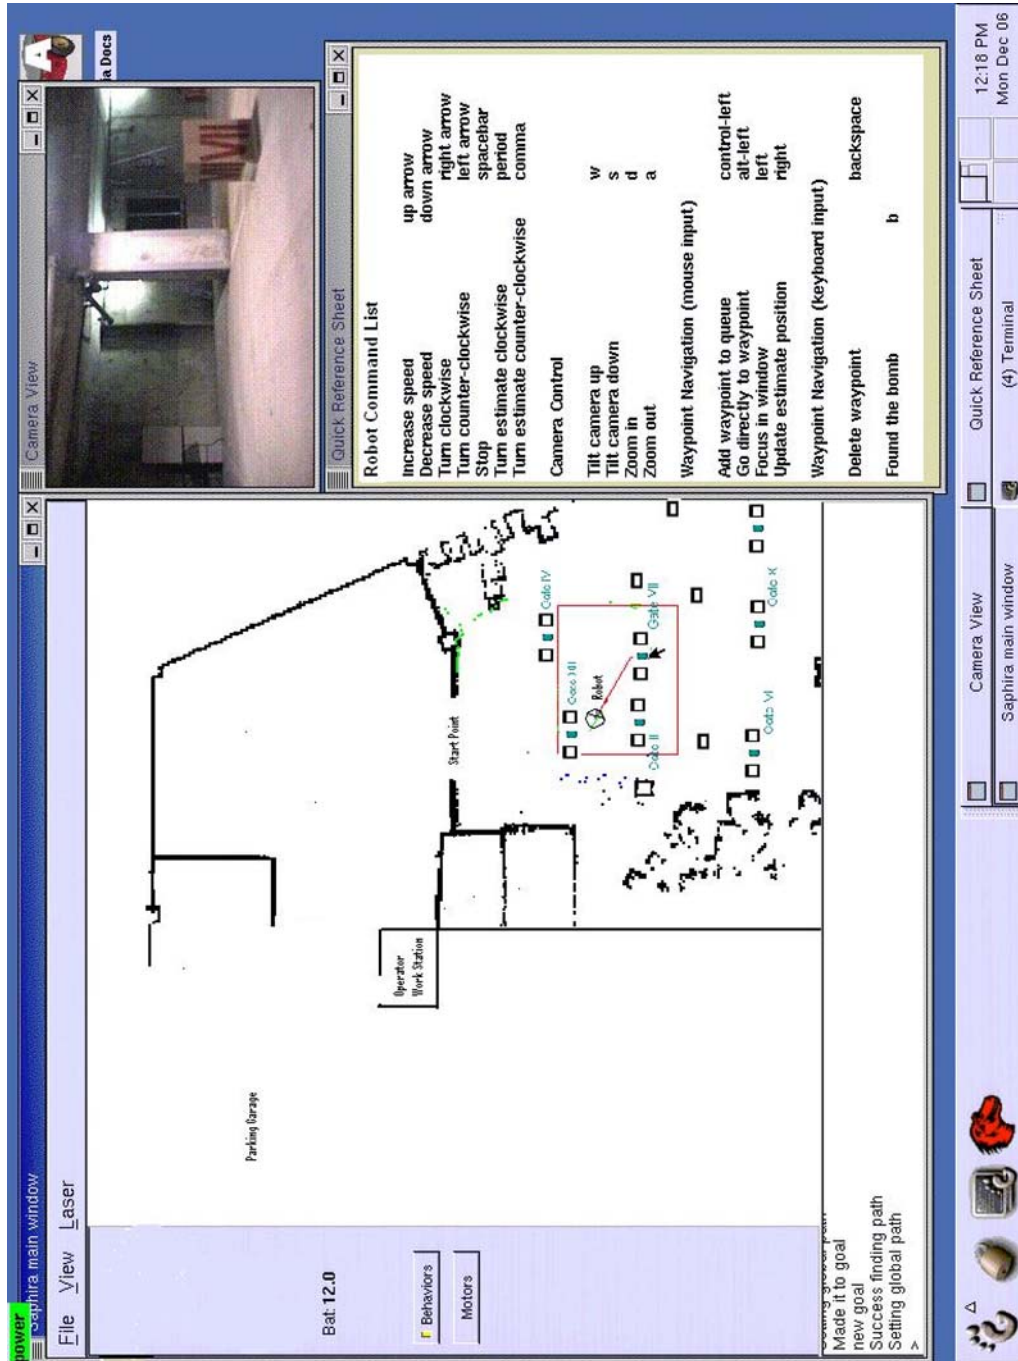 power
Saphira main window
File View Laser
Bat: 12.0
Behaviors
Motors
Parking Garage
Operator
Work Station
Start Point
Robot
Gate IV
Gate II
Gate VII
Gate VI
Gate X
Made it to goal
new goal
Success finding path
Setting global path
>
Camera View
ia Docs
Quick Reference Sheet
Robot Command List
Increase speed up arrow
Decrease speed down arrow
Turn clockwise right arrow
Turn counter-clockwise left arrow
Stop spacebar
Turn estimate clockwise period
Turn estimate counter-clockwise comma
Camera Control
Tilt camera up w
Tilt camera down s
Zoom in d
Zoom out a
Waypoint Navigation (mouse input)
Add waypoint to queue control-left
Go directly to waypoint alt-left
Focus in window left
Update estimate position right
Waypoint Navigation (keyboard input)
Delete waypoint backspace
Found the bomb b
Camera View
Quick Reference Sheet
Saphira main window
(4) Terminal
12:18 PM
Mon Dec 06